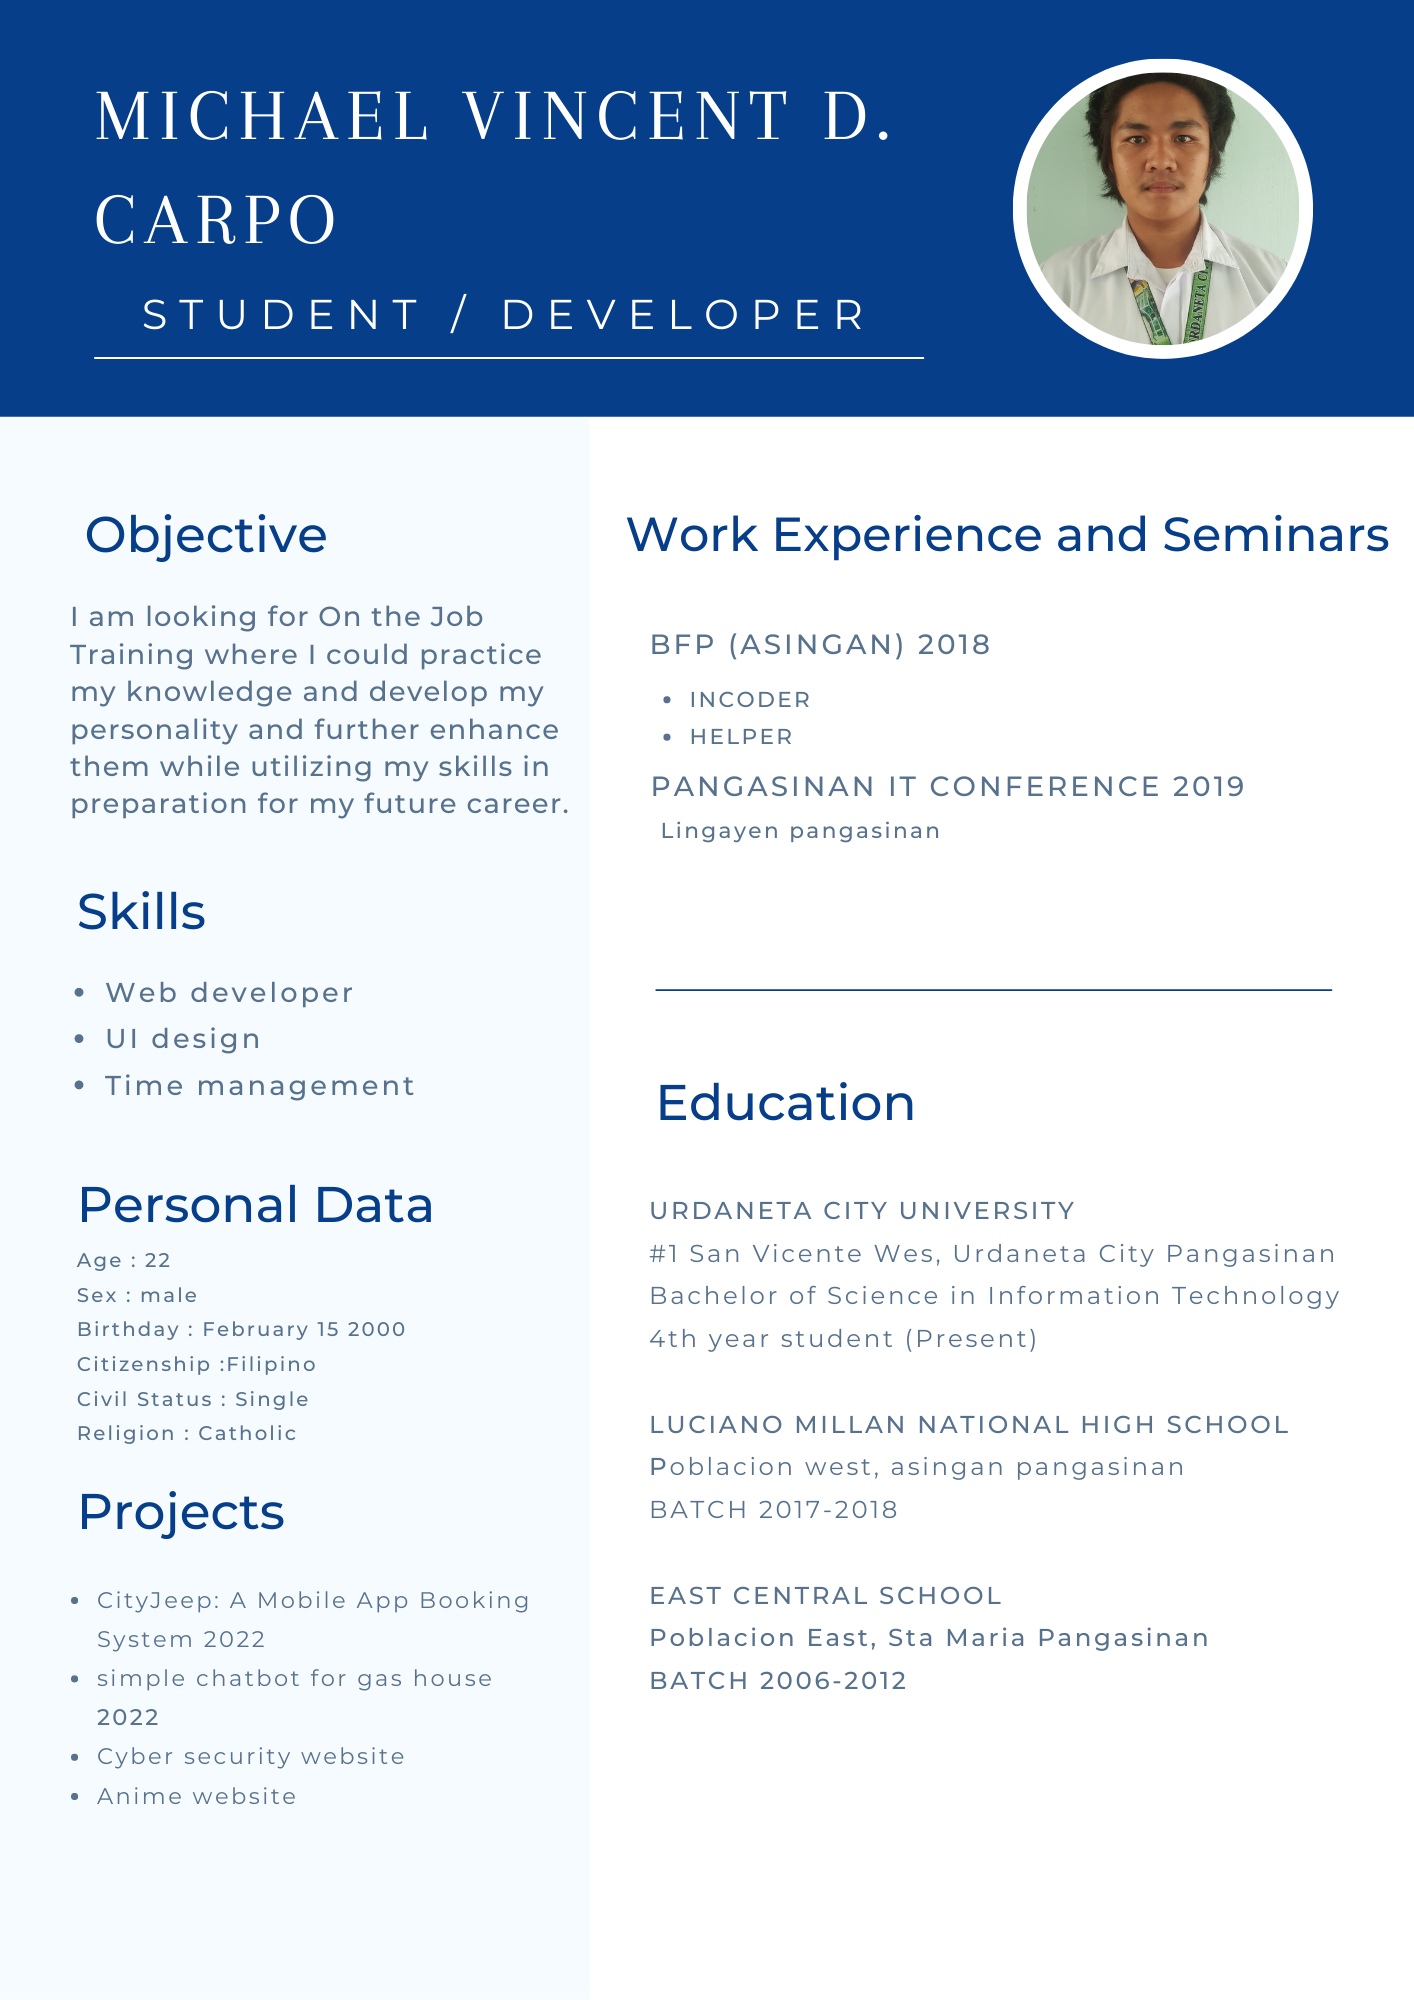 MICHAEL VINCENT D.
CARPO
STUDENT / DEVELOPER
Objective
I am looking for On the Job
Training where I could practice
my knowledge and develop my
personality and further enhance
them while utilizing my skills in
preparation for my future career.
Skills
• Web developer
• UI design
• Time management
Personal Data
Age : 22
Sex : male
Birthday : February 15 2000
Citizenship :Filipino
Civil Status : Single
Religion : Catholic
Projects
• CityJeep: A Mobile App Booking
System 2022
• simple chatbot for gas house
2022
• Cyber security website
• Anime website
Work Experience and Seminars
BFP (ASINGAN) 2018
• INCODER
• HELPER
PANGASINAN IT CONFERENCE 2019
Lingayen pangasinan
Education
URDANETA CITY UNIVERSITY
#1 San Vicente Wes, Urdaneta City Pangasinan
Bachelor of Science in Information Technology
4th year student (Present)
LUCIANO MILLAN NATIONAL HIGH SCHOOL
Poblacion west, asingan pangasinan
BATCH 2017-2018
EAST CENTRAL SCHOOL
Poblacion East, Sta Maria Pangasinan
BATCH 2006-2012